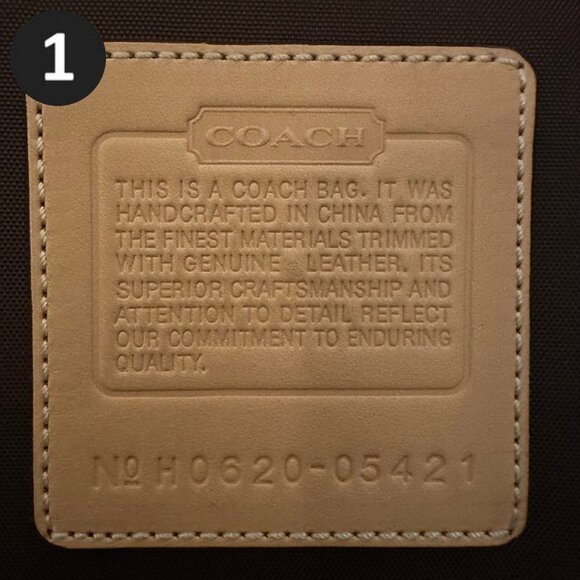 1
COACH
THIS IS A COACH BAG. IT WAS
HANDCRAFTED IN CHINA FROM
THE FINEST MATERIALS TRIMMED
WITH GENUINE LEATHER. ITS
SUPERIOR CRAFTSMANSHIP AND
ATTENTION TO DETAIL REFLECT
OUR COMMITMENT TO ENDURING
QUALITY.
Nº H0620-05421